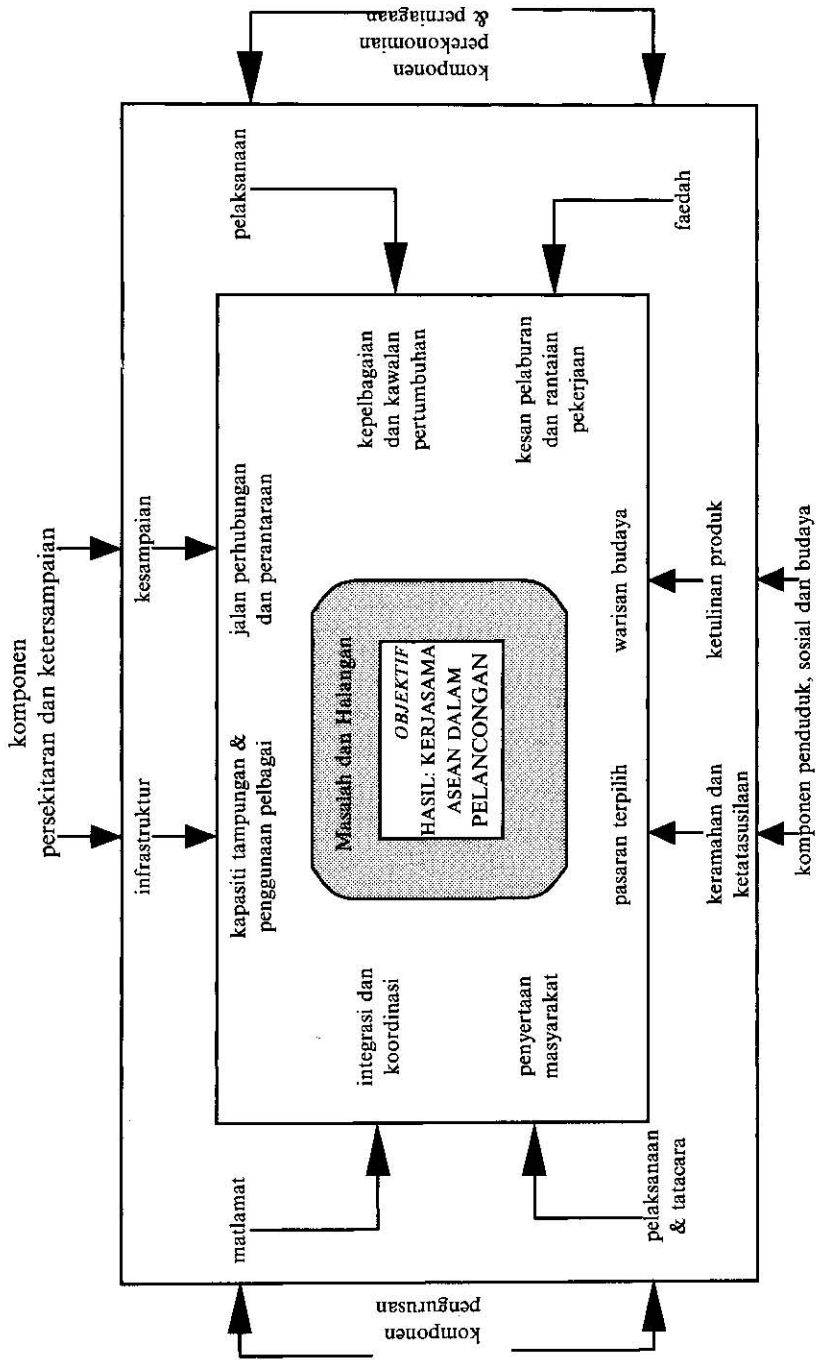 komponen
persekitaran dan ketersampaian
infrastruktur
kesampaian
kapasiti tampungan &
penggunaan pelbagai
jalan perhubungan
dan perantaraan
komponen
pengurusan
matlamat
pelaksanaan
& tatacara
integrasi dan
koordinasi
penyertaan
masyarakat
Masalah dan Halangan
OBJEKTIF
HASIL: KERJASAMA
ASEAN DALAM
PELANCONGAN
kepelbagaian
dan kawalan
pertumbuhan
kesan pelaburan
dan rantaian
pekerjaan
pelaksanaan
faedah
komponen
perekonomian
& perniagaan
pasaran terpilih
warisan budaya
keramahan dan
ketatasusilaan
ketulinan produk
komponen penduduk, sosial dan budaya